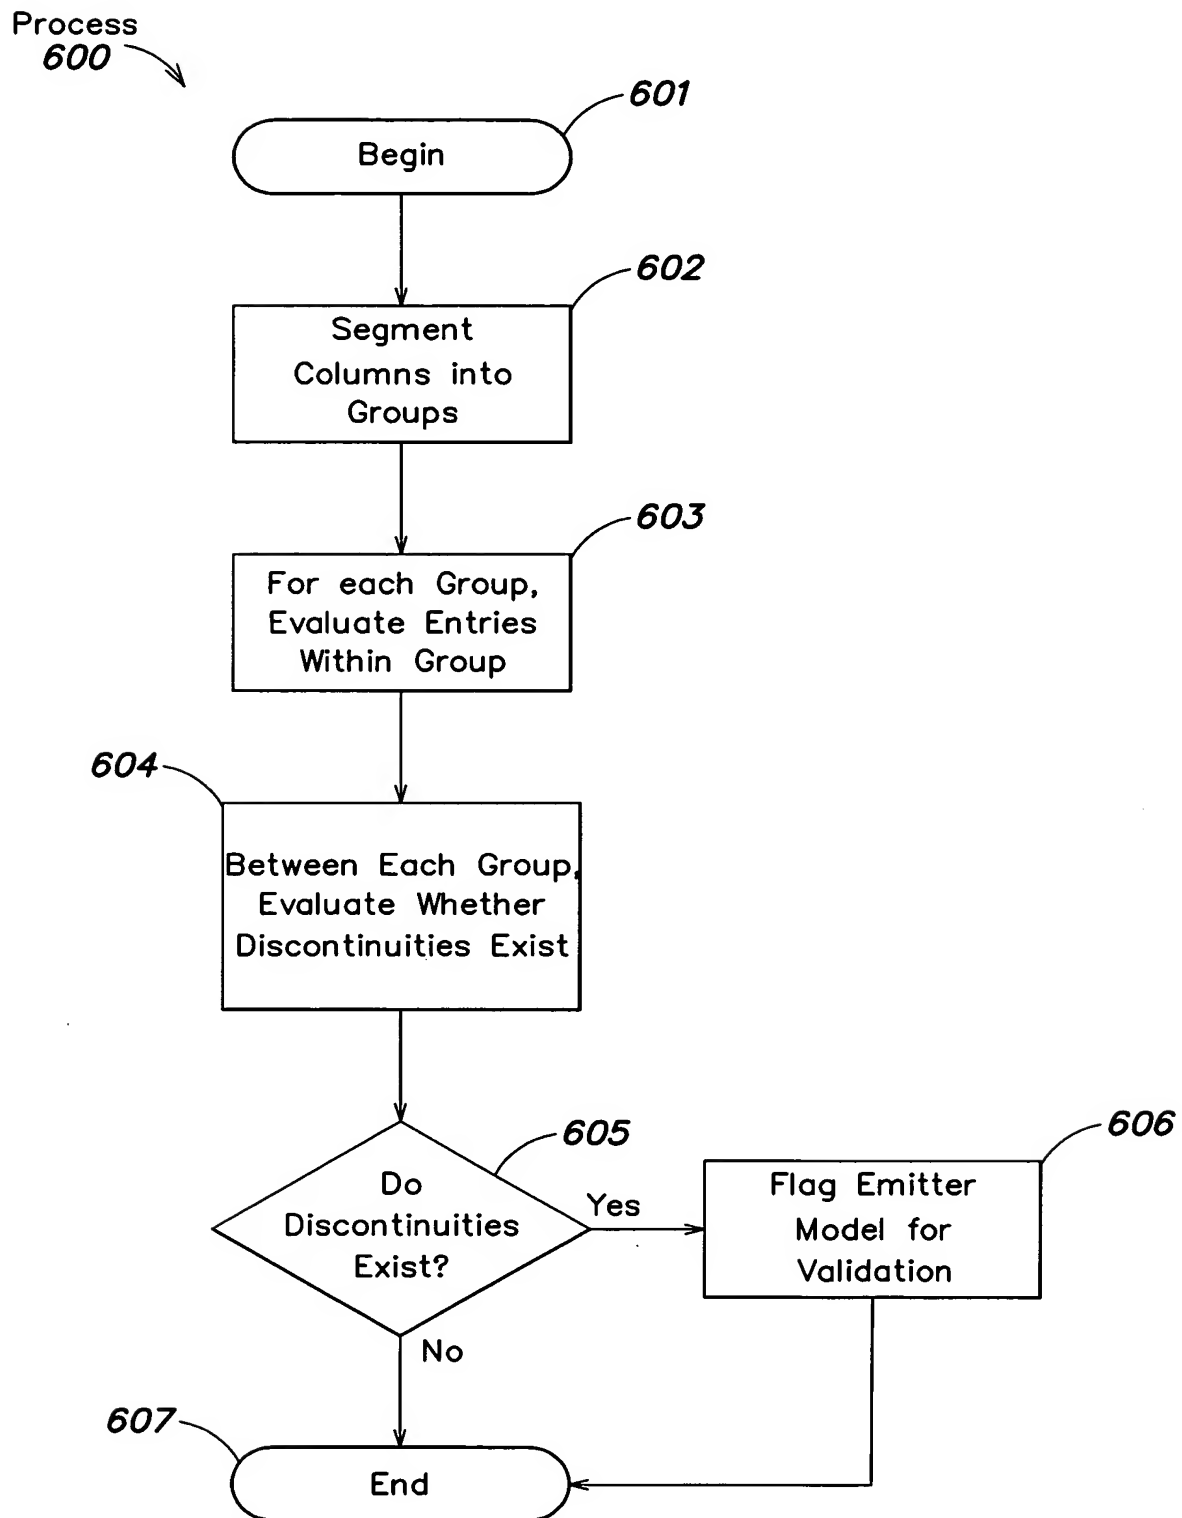 Process
600
601
Begin
602
Segment
Columns into
Groups
603
For each Group,
Evaluate Entries
Within Group
604
Between Each Group,
Evaluate Whether
Discontinuities Exist
605
Do
Discontinuities
Exist?
Yes
606
Flag Emitter
Model for
Validation
No
607
End